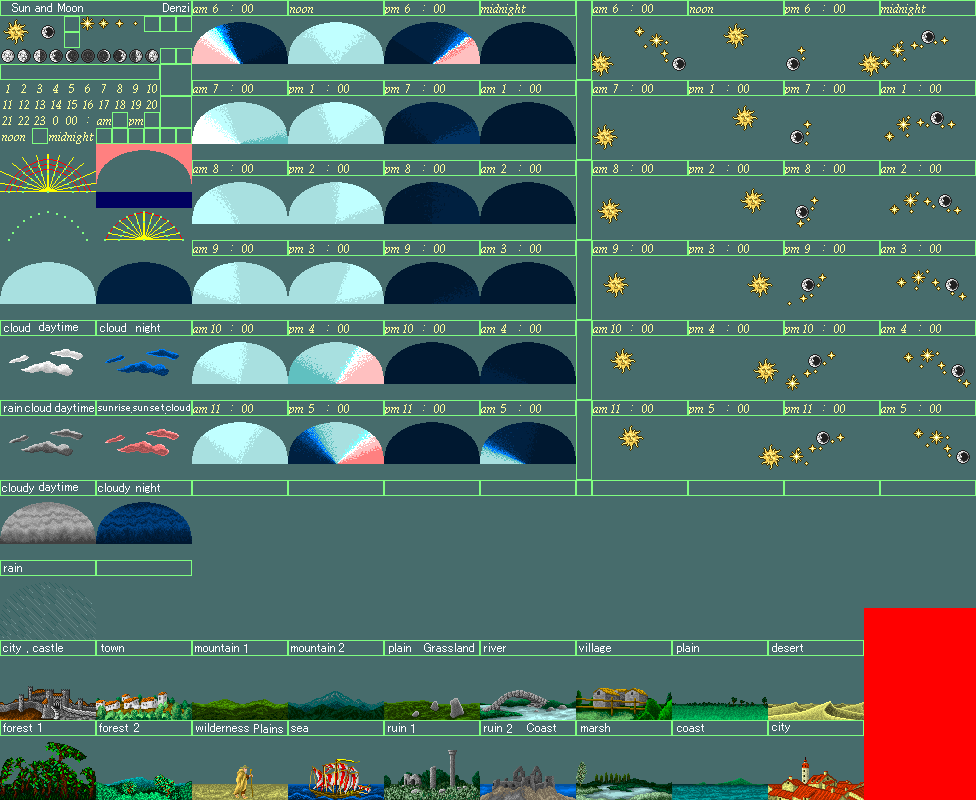 Sun and Moon Denzi am 6 : 00 noon pm 6 : 00 midnight am 6 : 00 noon pm 6 : 00 midnight
1 2 3 4 5 6 7 8 9 10 am 7 : 00 pm 1 : 00 pm 7 : 00 am 1 : 00 am 7 : 00 pm 1 : 00 pm 7 : 00 am 1 : 00
11 12 13 14 15 16 17 18 19 20
21 22 23 0 00 : am pm
noon midnight
am 8 : 00 pm 2 : 00 pm 8 : 00 am 2 : 00 am 8 : 00 pm 2 : 00 pm 8 : 00 am 2 : 00
am 9 : 00 pm 3 : 00 pm 9 : 00 am 3 : 00 am 9 : 00 pm 3 : 00 pm 9 : 00 am 3 : 00
cloud daytime cloud night am 10 : 00 pm 4 : 00 pm 10 : 00 am 4 : 00 am 10 : 00 pm 4 : 00 pm 10 : 00 am 4 : 00
rain cloud daytime sunrise,sunset cloud am 11 : 00 pm 5 : 00 pm 11 : 00 am 5 : 00 am 11 : 00 pm 5 : 00 pm 11 : 00 am 5 : 00
cloudy daytime cloudy night
rain
city , castle town mountain 1 mountain 2 plain Grassland river village plain desert
forest 1 forest 2 wilderness Plains sea ruin 1 ruin 2 Coast marsh coast city